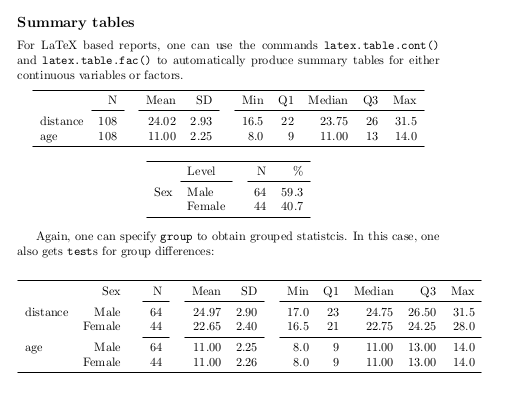 Summary tables
For LaTeX based reports, one can use the commands latex.table.cont()
and latex.table.fac() to automatically produce summary tables for either
continuous variables or factors.
N Mean SD Min Q1 Median Q3 Max
distance 108 24.02 2.93 16.5 22 23.75 26 31.5
age 108 11.00 2.25 8.0 9 11.00 13 14.0
Level N %
Sex Male 64 59.3
Female 44 40.7
Again, one can specify group to obtain grouped statistcis. In this case, one
also gets tests for group differences:
Sex N Mean SD Min Q1 Median Q3 Max
distance Male 64 24.97 2.90 17.0 23 24.75 26.50 31.5
Female 44 22.65 2.40 16.5 21 22.75 24.25 28.0
age Male 64 11.00 2.25 8.0 9 11.00 13.00 14.0
Female 44 11.00 2.26 8.0 9 11.00 13.00 14.0